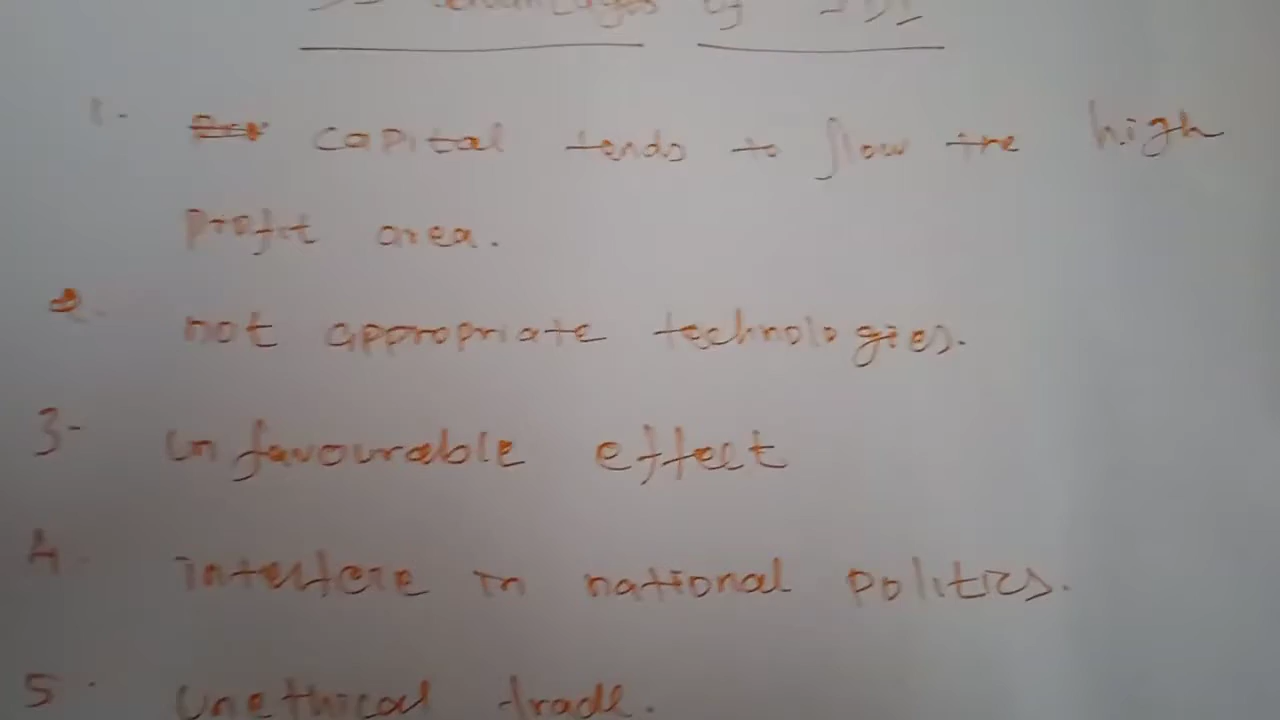 of
1. capital tends to flow the high
profit area.
2. not appropriate technologies.
3- unfavourable effect
4. interfere in national politics.
5. unethical trade.